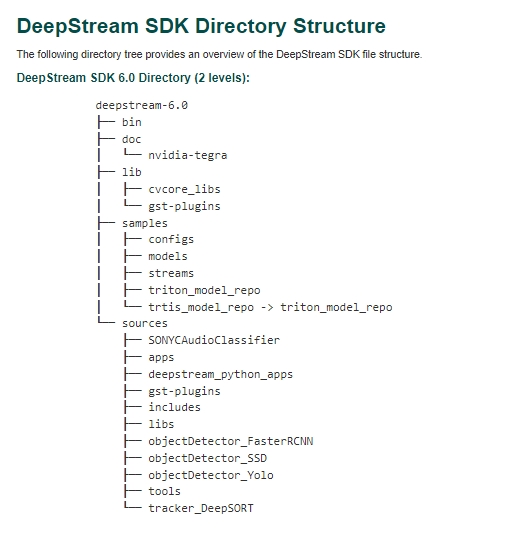 DeepStream SDK Directory Structure
The following directory tree provides an overview of the DeepStream SDK file structure.
DeepStream SDK 6.0 Directory (2 levels):
deepstream-6.0
├── bin
├── doc
│   └── nvidia-tegra
├── lib
│   ├── cvcore_libs
│   └── gst-plugins
├── samples
│   ├── configs
│   ├── models
│   ├── streams
│   ├── triton_model_repo
│   └── trtis_model_repo -> triton_model_repo
└── sources
    ├── SONYCAudioClassifier
    ├── apps
    ├── deepstream_python_apps
    ├── gst-plugins
    ├── includes
    ├── libs
    ├── objectDetector_FasterRCNN
    ├── objectDetector_SSD
    ├── objectDetector_Yolo
    ├── tools
    └── tracker_DeepSORT